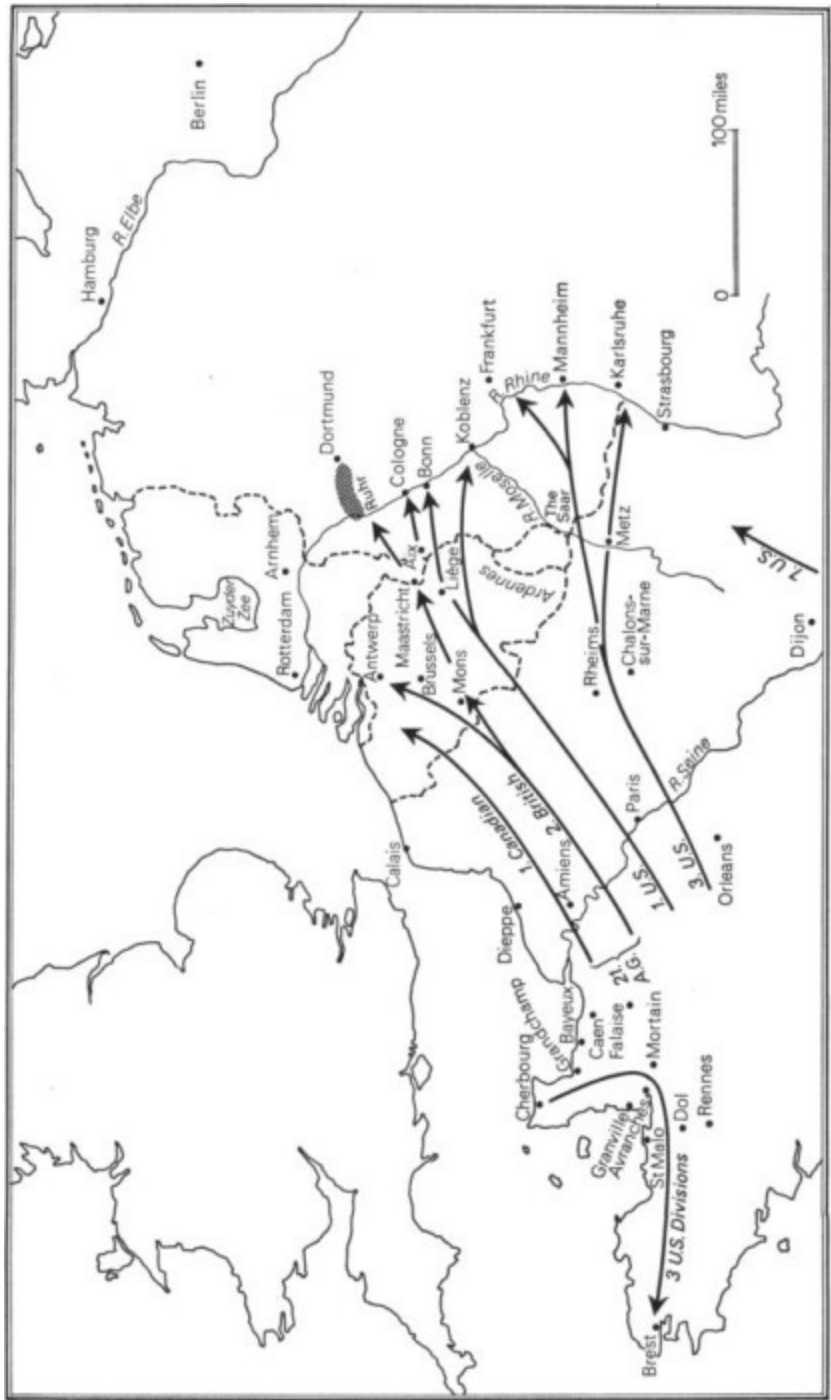 Hamburg
R.Elbe
Berlin
Zuyder
Zee
Arnhem
Rotterdam
Dortmund
Ruhr
Antwerp
Maastricht
Aix
Cologne
Bonn
Brussels
Liège
Mons
Calais
Koblenz
Ardennes
R.Moselle
R. Rhine
Frankfurt
1. Canadian
2. British
The
Saar
Mannheim
Dieppe
Amiens
Rheims
Metz
Karlsruhe
Chalons-
sur-Marne
Strasbourg
Paris
R.Seine
Cherbourg
Grandchamp
Bayeux
Caen
Falaise
21.
A.G.
1. U.S.
3. U.S.
Orleans
Granville
Avranches
Mortain
St Malo
Dol
Rennes
3 U.S. Divisions
Brest
Dijon
7. U.S
0
100 miles